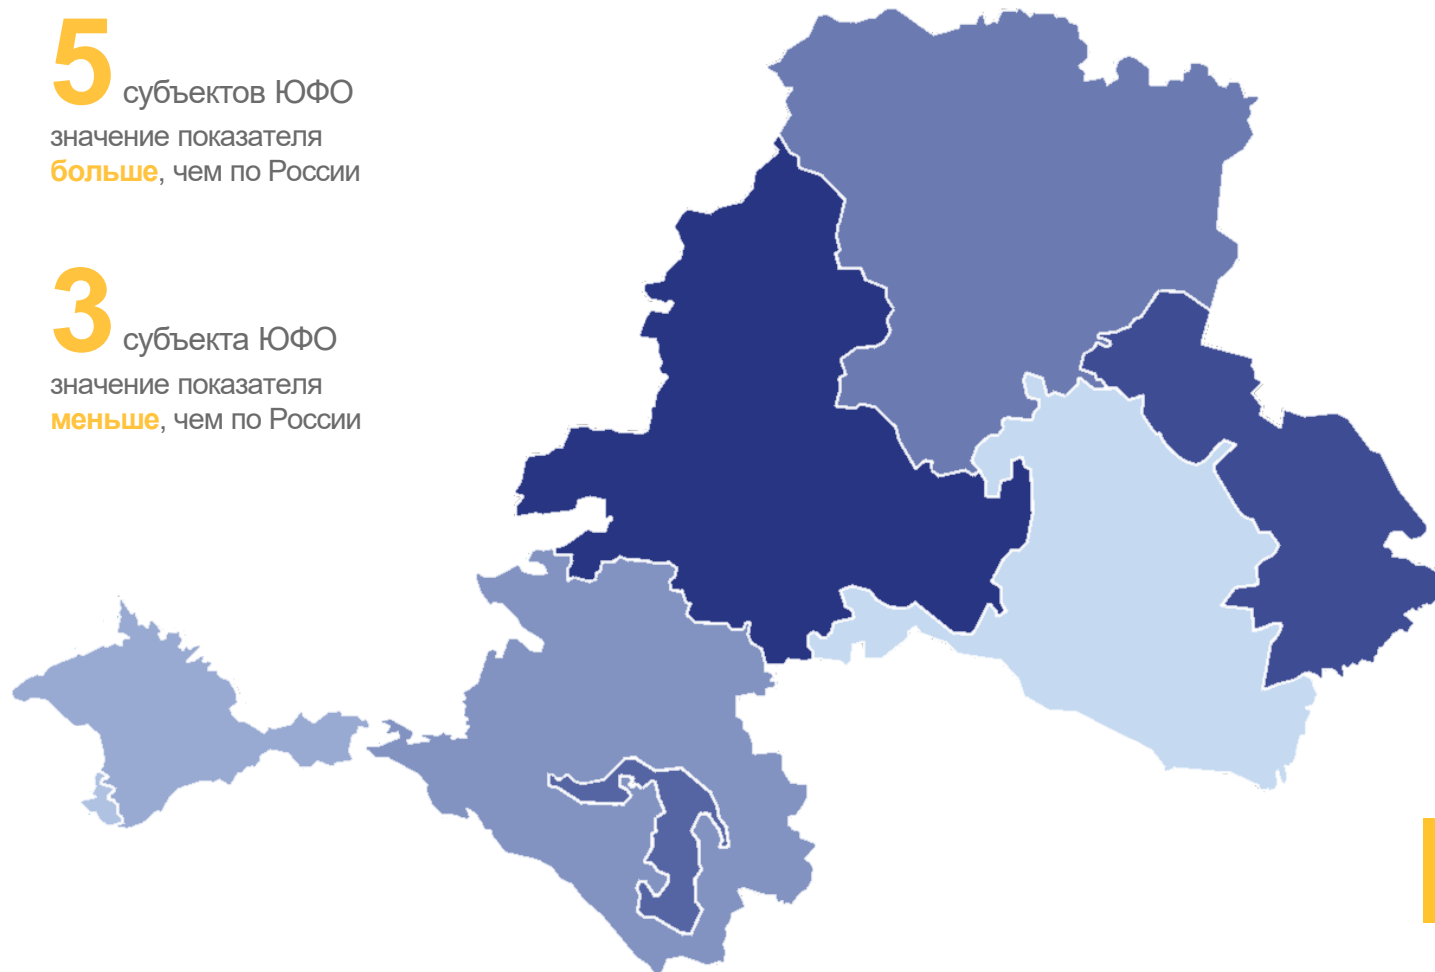 5 субъектов ЮФО
значение показателя
больше, чем по России
3 субъекта ЮФО
значение показателя
меньше, чем по России